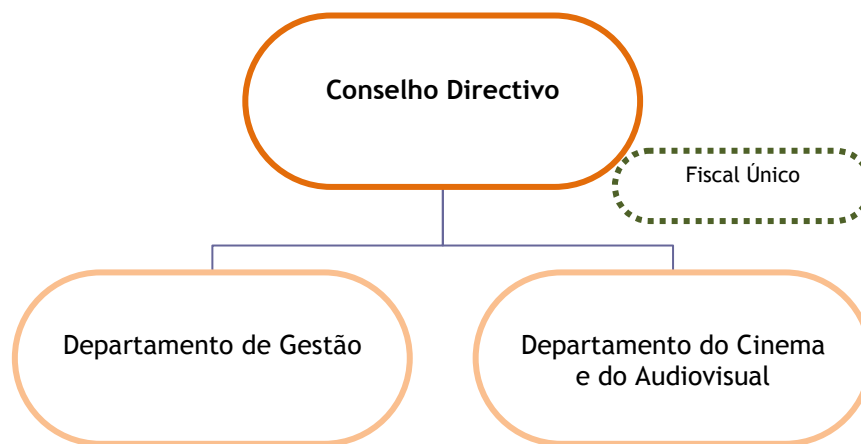 Conselho Directivo
Fiscal Único
Departamento de Gestão
Departamento do Cinema
e do Audiovisual